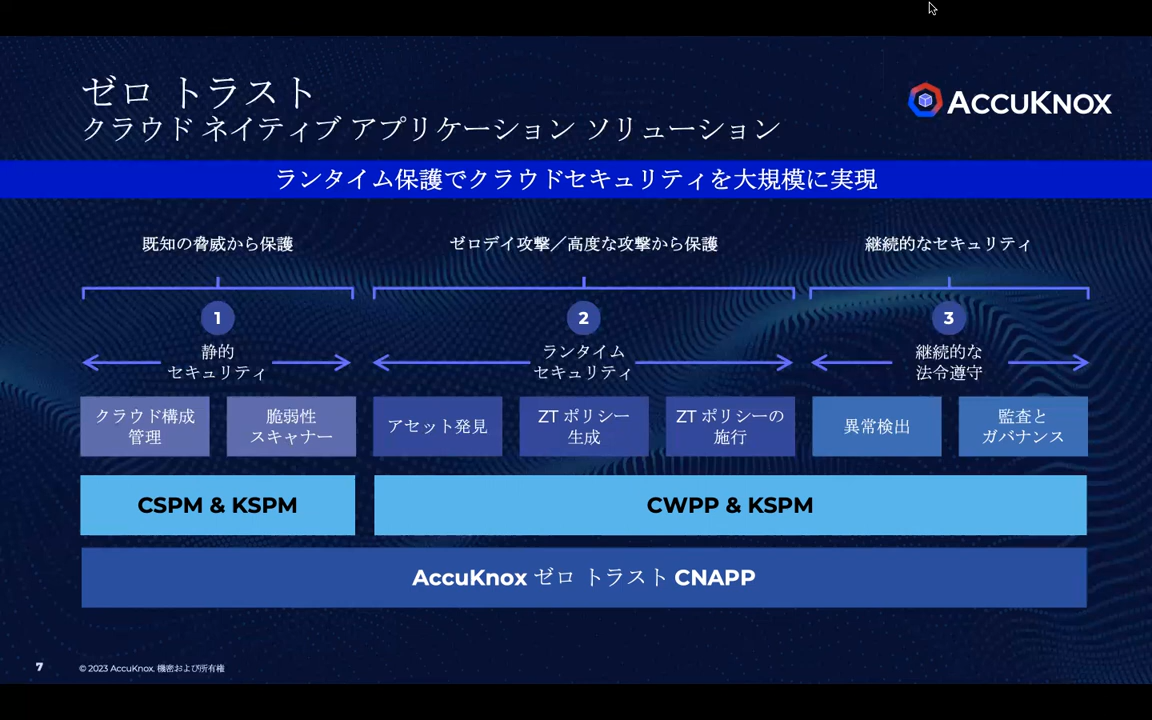 ゼロ トラスト
クラウド ネイティブ アプリケーション ソリューション
ACCUKNOX
ランタイム保護でクラウドセキュリティを大規模に実現
既知の脅威から保護
ゼロデイ攻撃／高度な攻撃から保護
継続的なセキュリティ
1
2
3
静的
セキュリティ
ランタイム
セキュリティ
継続的な
法令遵守
クラウド構成
管理
脆弱性
スキャナー
アセット発見
ZT ポリシー
生成
ZT ポリシーの
施行
異常検出
監査と
ガバナンス
CSPM & KSPM
CWPP & KSPM
AccuKnox ゼロ トラスト CNAPP
7
© 2023 AccuKnox. 機密および所有権